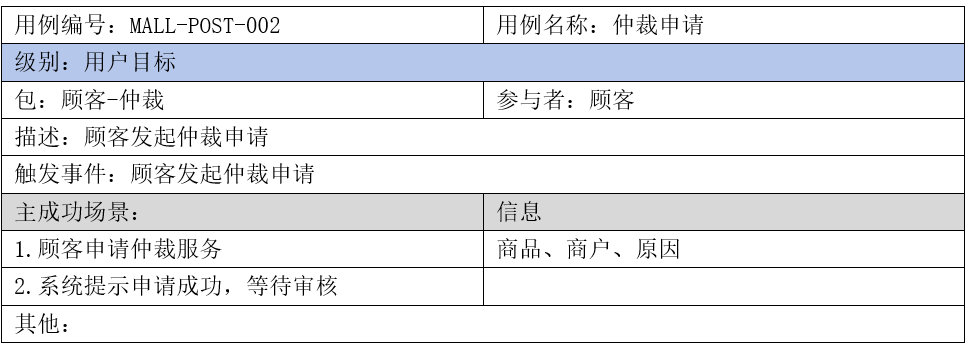 用例编号：MALL-POST-002 用例名称：仲裁申请
级别：用户目标
包：顾客-仲裁 参与者：顾客
描述：顾客发起仲裁申请
触发事件：顾客发起仲裁申请
主成功场景： 信息
1.顾客申请仲裁服务 商品、商户、原因
2.系统提示申请成功，等待审核
其他：